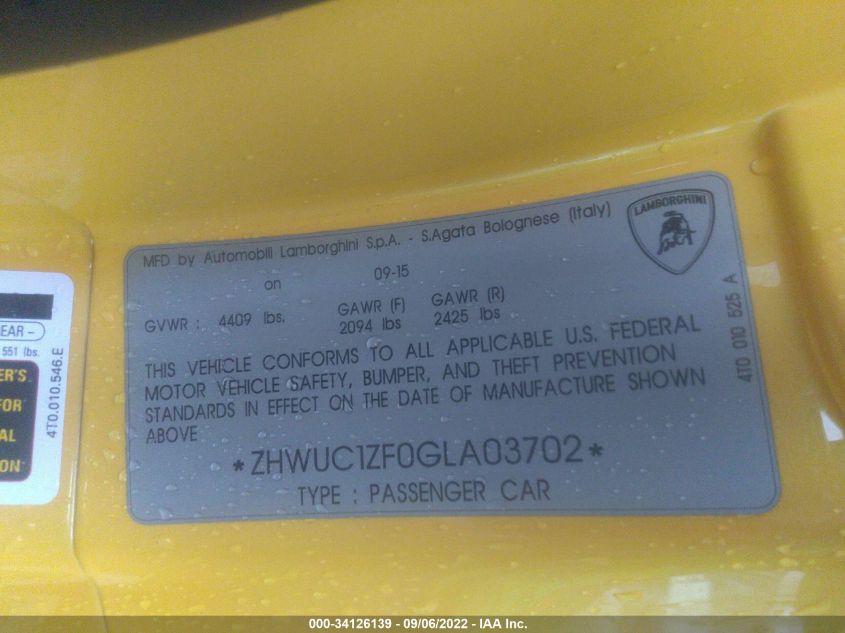 MFD by Automobili Lamborghini S.p.A. - S.Agata Bolognese (Italy)
on 09-15
GVWR : 4409 lbs. GAWR (F) 2094 lbs GAWR (R) 2425 lbs
THIS VEHICLE CONFORMS TO ALL APPLICABLE U.S. FEDERAL
MOTOR VEHICLE SAFETY, BUMPER, AND THEFT PREVENTION
STANDARDS IN EFFECT ON THE DATE OF MANUFACTURE SHOWN
ABOVE
*ZHWUC1ZF0GLA03702*
TYPE : PASSENGER CAR
LAMBORGHINI
4T0 010 525 A
EAR -
551 lbs.
ER'S
FOR
AL
ON
4T0.010.546.E
000-34126139 - 09/06/2022 - IAA Inc.